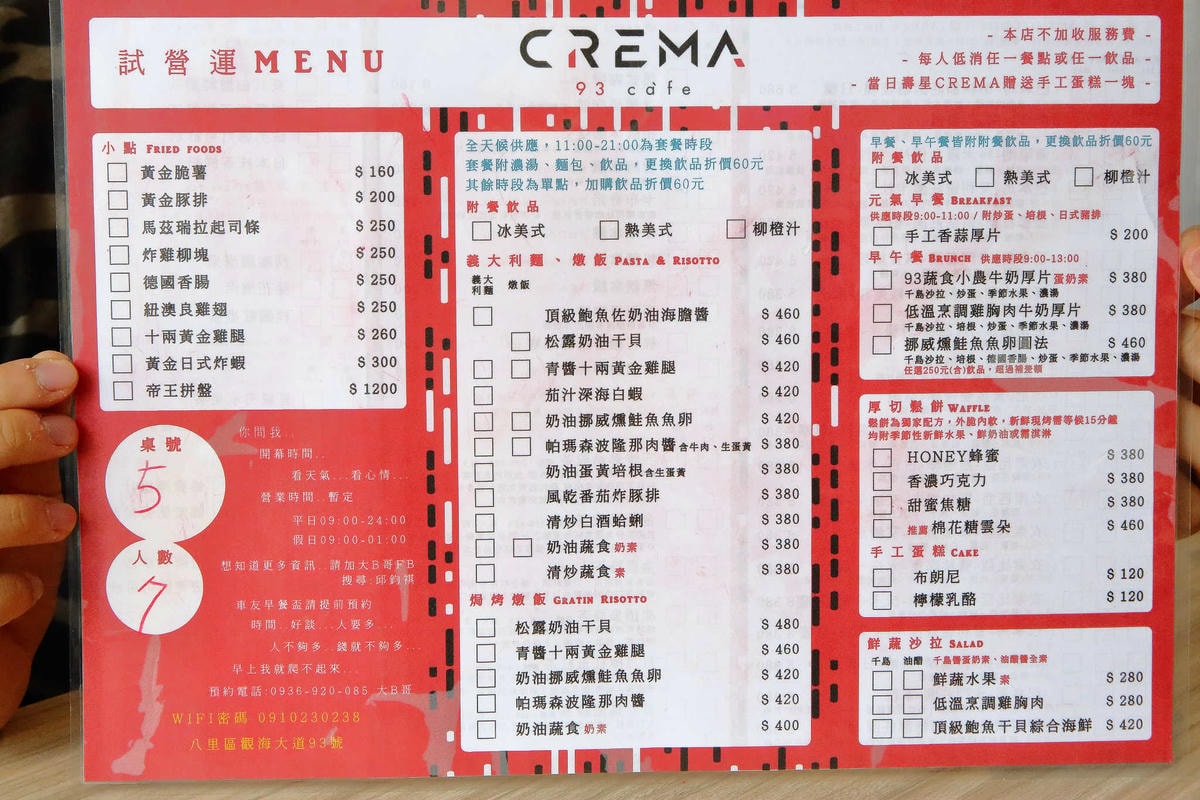 試營運MENU
CREMA
93 cafe
- 本店不加收服務費 -
- 每人低消任一餐點或任一飲品 -
- 當日壽星CREMA贈送手工蛋糕一塊 -
小點 FRIED FOODS
黃金脆薯 $ 160
黃金豚排 $ 200
馬茲瑞拉起司條 $ 250
炸雞柳塊 $ 250
德國香腸 $ 250
紐澳良雞翅 $ 250
十兩黃金雞腿 $ 260
黃金日式炸蝦 $ 300
帝王拼盤 $ 1200
桌號
5
人數
7
你問我..
開幕時間..
看天氣...看心情...
營業時間..暫定
平日09:00-24:00
假日09:00-01:00
想知道更多資訊..請加大B哥FB
搜尋:邱鈞祺
車友早餐盃請提前預約
時間..好談...人要多...
人不夠多..錢就不夠多...
早上我就爬不起來...
預約電話:0936-920-085 大B哥
WIFI密碼 0910230238
八里區觀海大道93號
全天候供應，11:00-21:00為套餐時段
套餐附濃湯、麵包、飲品，更換飲品折價60元
其餘時段為單點，加購飲品折價60元
附餐飲品
冰美式 熱美式 柳橙汁
義大利麵、燉飯 PASTA & RISOTTO
義大利麵 燉飯
頂級鮑魚佐奶油海膽醬 $ 460
松露奶油干貝 $ 460
青醬十兩黃金雞腿 $ 420
茄汁深海白蝦 $ 420
奶油挪威燻鮭魚魚卵 $ 420
帕瑪森波隆那肉醬 含牛肉、生蛋黃 $ 380
奶油蛋黃培根 含生蛋黃 $ 380
風乾番茄炸豚排 $ 380
清炒白酒蛤蜊 $ 380
奶油蔬食 奶素 $ 380
清炒蔬食 素 $ 380
焗烤燉飯 GRATIN RISOTTO
松露奶油干貝 $ 480
青醬十兩黃金雞腿 $ 460
奶油挪威燻鮭魚魚卵 $ 420
帕瑪森波隆那肉醬 $ 420
奶油蔬食 奶素 $ 400
早餐、早午餐皆附附餐飲品，更換飲品折價60元
附餐飲品
冰美式 熱美式 柳橙汁
元氣早餐 BREAKFAST
供應時段9:00-11:00 / 附炒蛋、培根、日式豬排
手工香蒜厚片 $ 200
早午餐 BRUNCH 供應時段9:00-13:00
93蔬食小農牛奶厚片 蛋奶素 $ 380
千島沙拉、炒蛋、季節水果、濃湯
低溫烹調雞胸肉牛奶厚片 $ 380
千島沙拉、培根、炒蛋、季節水果、濃湯
挪威燻鮭魚魚卵圓法 $ 460
千島沙拉、培根、德國香腸、炒蛋、季節水果、濃湯
任選250元(含)飲品，超過補差額
厚切鬆餅 WAFFLE
鬆餅為獨家配方，外脆內軟，新鮮現烤需等候15分鐘
均附季節性新鮮水果、鮮奶油或霜淇淋
HONEY蜂蜜 $ 380
香濃巧克力 $ 380
甜蜜焦糖 $ 380
推薦 棉花糖雲朵 $ 460
手工蛋糕 CAKE
布朗尼 $ 120
檸檬乳酪 $ 120
鮮蔬沙拉 SALAD
千島 油醋 千島醬蛋奶素、油醋醬全素
鮮蔬水果 素 $ 280
低溫烹調雞胸肉 $ 280
頂級鮑魚干貝綜合海鮮 $ 420